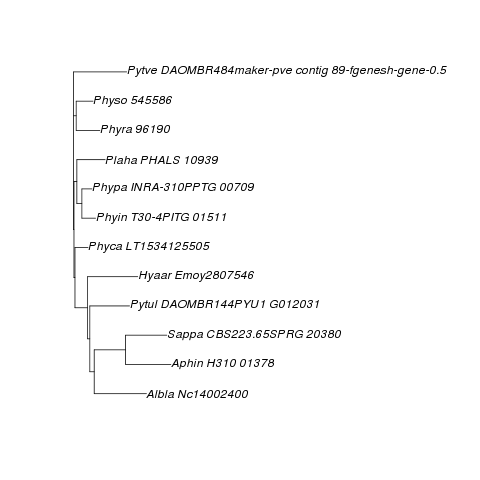 Pytve DAOMBR484maker-pve contig 89-fgenesh-gene-0.5
Physo 545586
Phyra 96190
Plaha PHALS 10939
Phypa INRA-310PPTG 00709
Phyin T30-4PITG 01511
Phyca LT1534125505
Hyaar Emoy2807546
Pytul DAOMBR144PYU1 G012031
Sappa CBS223.65SPRG 20380
Aphin H310 01378
Albla Nc14002400